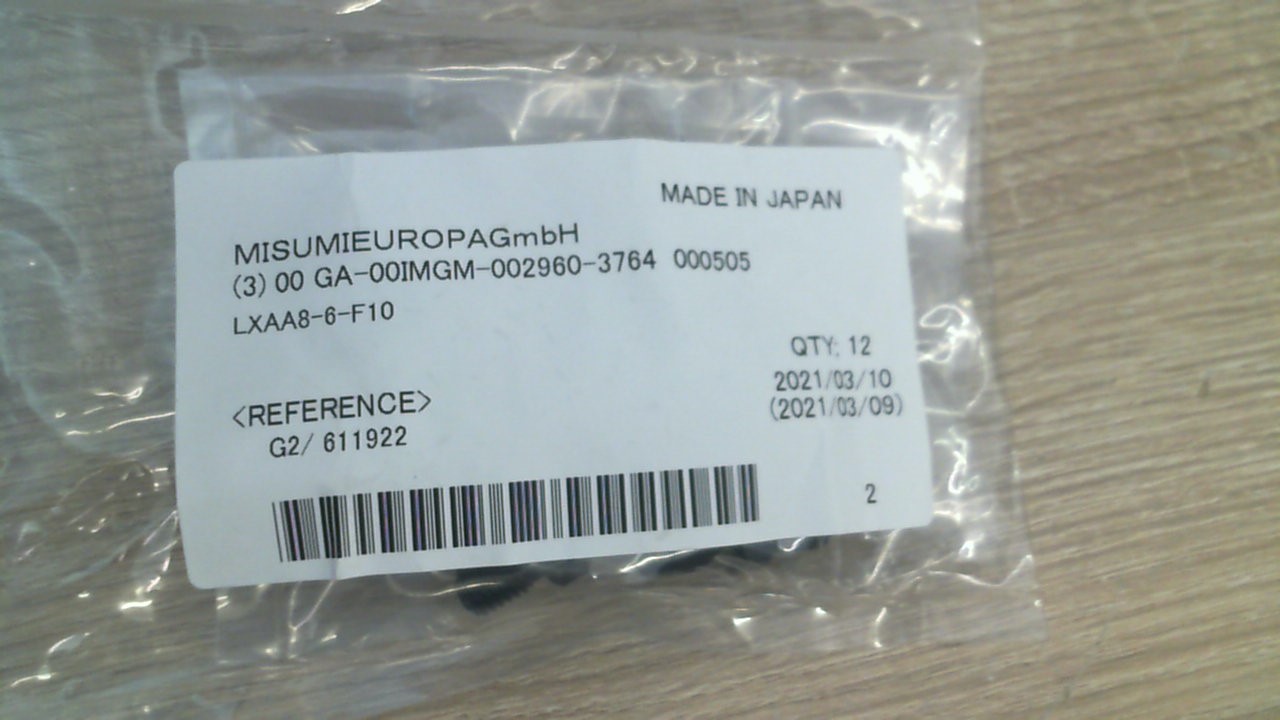 MADE IN JAPAN
MISUMIEUROPAGmbH
(3) 00 GA-00IMGM-002960-3764 000505
LXAA8-6-F10
QTY: 12
2021/03/10
(2021/03/09)
<REFERENCE>
G2/ 611922
2